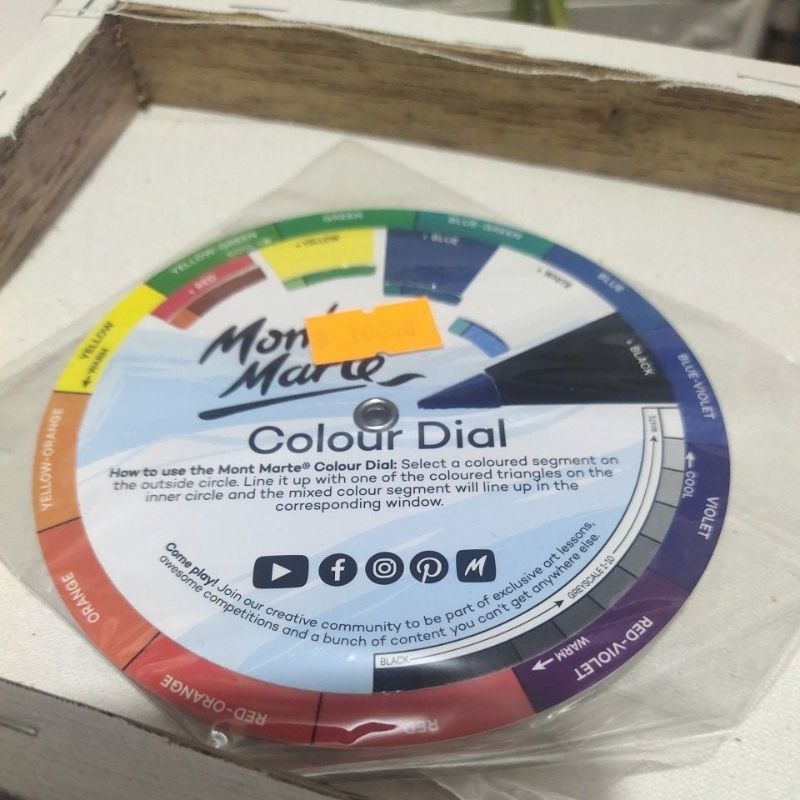 GREEN
BLUE-GREEN
BLUE
BLUE-VIOLET
COOL
VIOLET
RED-VIOLET
WARM
RED
RED-ORANGE
ORANGE
YELLOW-ORANGE
YELLOW
WARM
YELLOW-GREEN
COOL
+ RED
+ YELLOW
+ BLUE
+ WHITE
+ BLACK
Mont
Marte
Colour Dial
How to use the Mont Marte® Colour Dial: Select a coloured segment on
the outside circle. Line it up with one of the coloured triangles on the
inner circle and the mixed colour segment will line up in the
corresponding window.
WHITE
GREYSCALE 1-10
BLACK
Come play! Join our creative community to be part of exclusive art lessons,
awesome competitions and a bunch of content you can't get anywhere else.